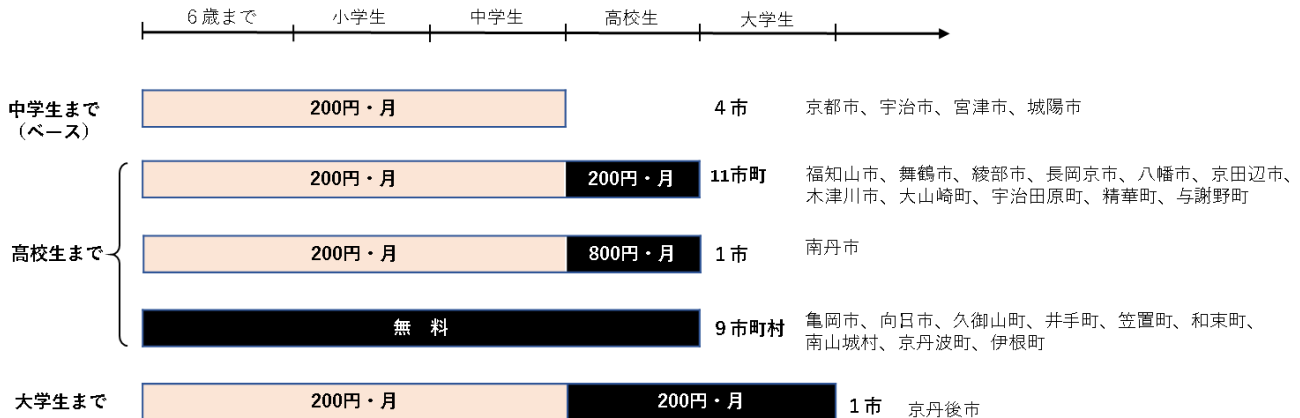 ６歳まで 小学生 中学生 高校生 大学生
中学生まで
（ベース）
200円・月
４市
京都市、宇治市、宮津市、城陽市
高校生まで
200円・月 200円・月
11市町
福知山市、舞鶴市、綾部市、長岡京市、八幡市、京田辺市、
木津川市、大山崎町、宇治田原町、精華町、与謝野町
200円・月 800円・月
１市
南丹市
無　料
９市町村
亀岡市、向日市、久御山町、井手町、笠置町、和束町、
南山城村、京丹波町、伊根町
大学生まで
200円・月 200円・月
１市
京丹後市